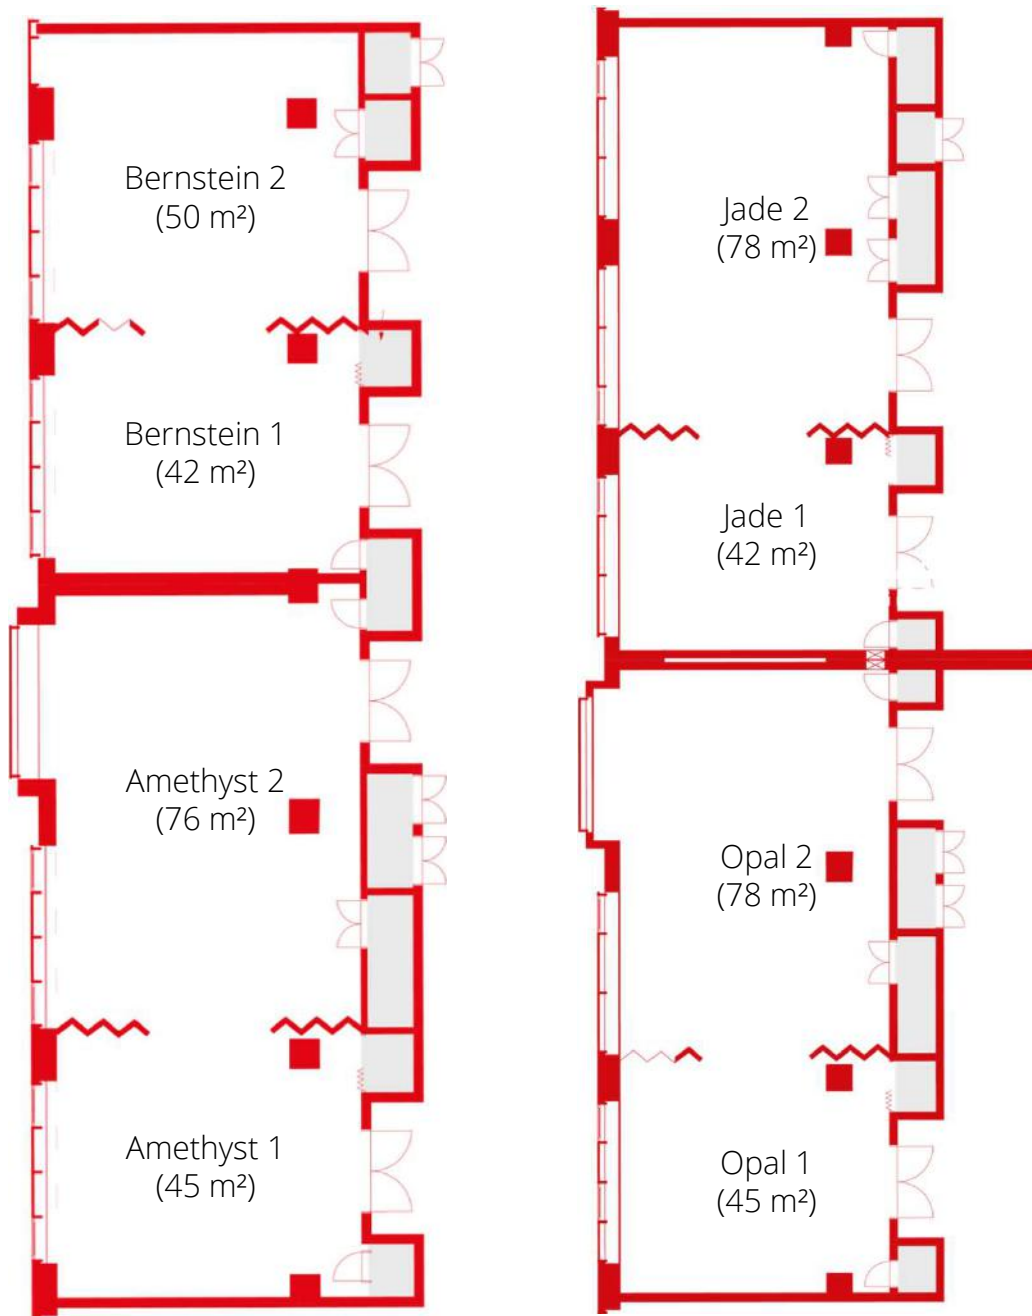 Bernstein 2
(50 m²)
Bernstein 1
(42 m²)
Amethyst 2
(76 m²)
Amethyst 1
(45 m²)
Jade 2
(78 m²)
Jade 1
(42 m²)
Opal 2
(78 m²)
Opal 1
(45 m²)